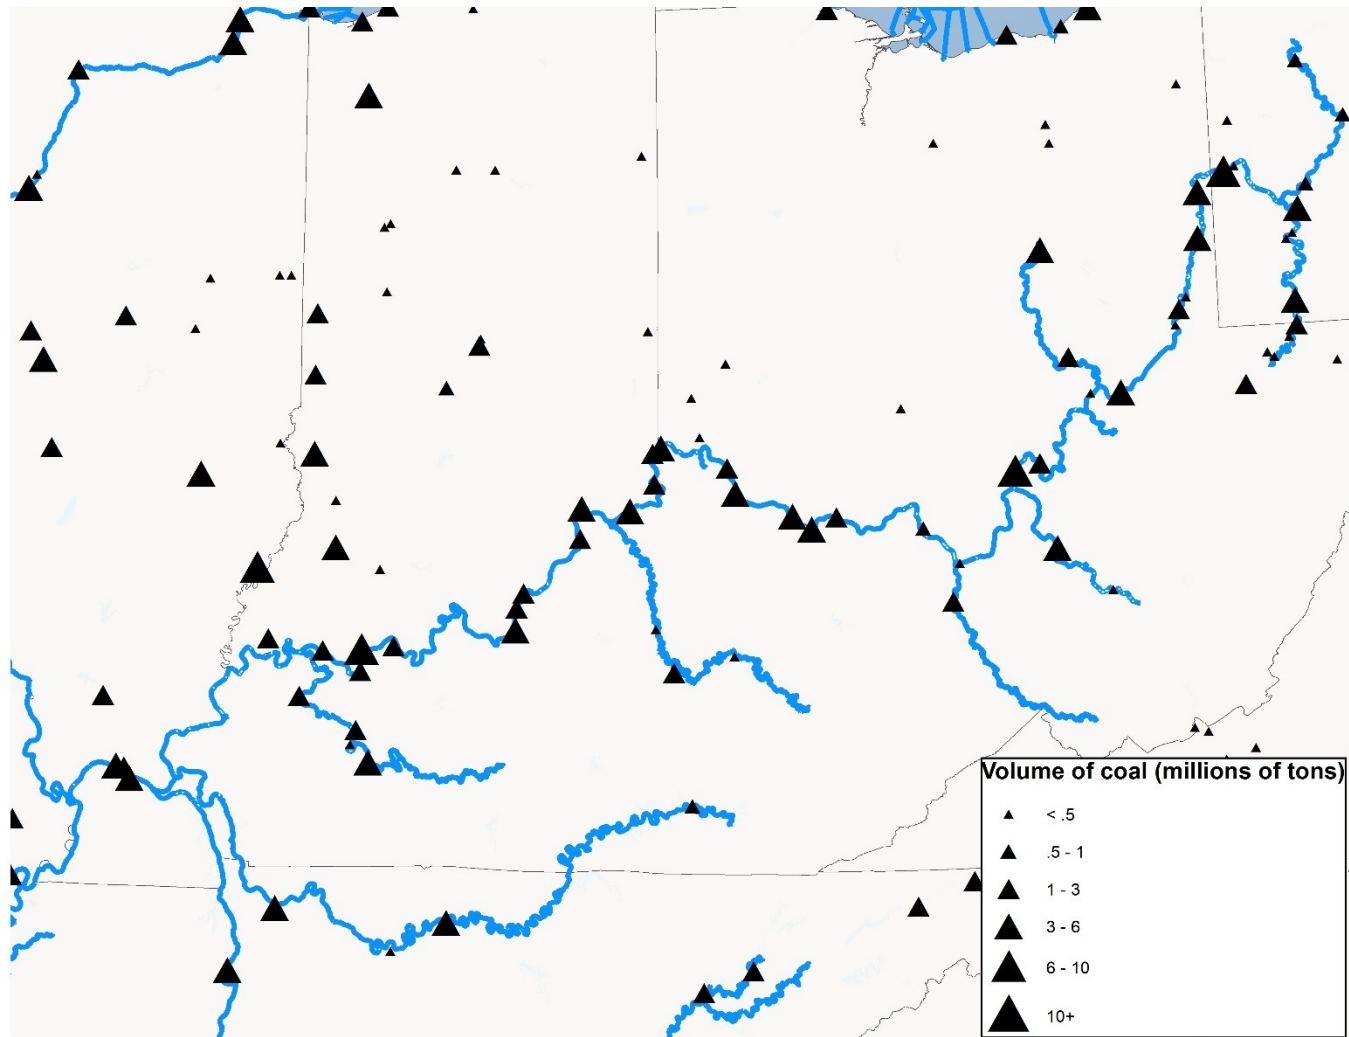 Volume of coal (millions of tons)
< .5
.5 - 1
1 - 3
3 - 6
6 - 10
10+